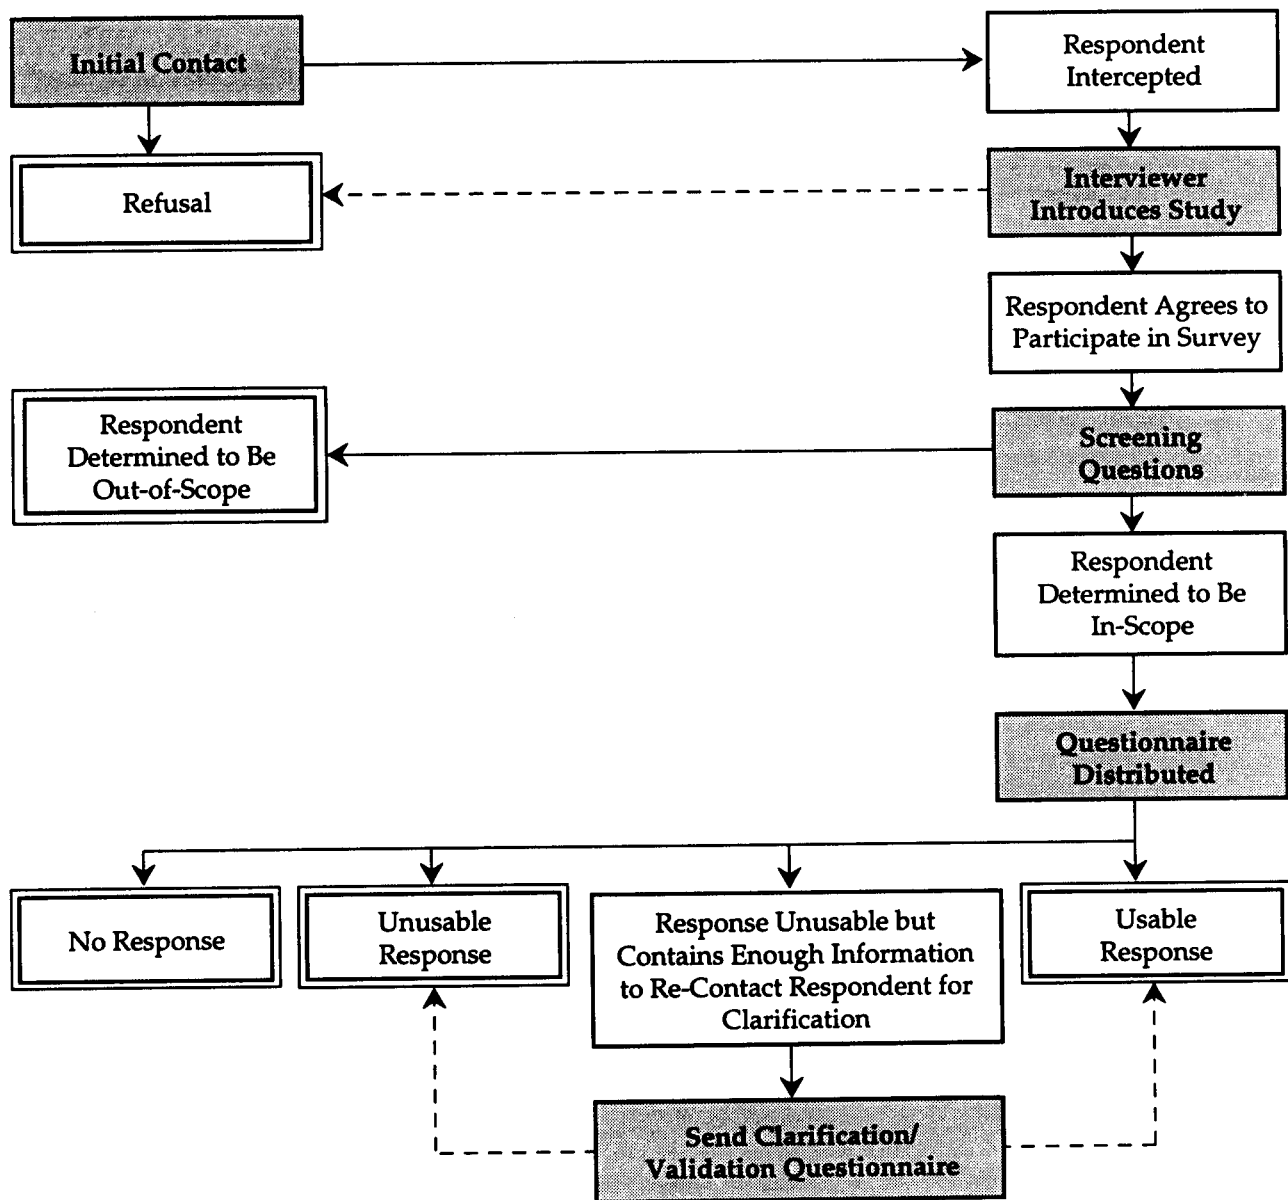 Initial Contact
Respondent
Intercepted
Refusal
Interviewer
Introduces Study
Respondent Agrees to
Participate in Survey
Respondent
Determined to Be
Out-of-Scope
Screening
Questions
Respondent
Determined to Be
In-Scope
Questionnaire
Distributed
No Response
Unusable
Response
Response Unusable but
Contains Enough Information
to Re-Contact Respondent for
Clarification
Usable
Response
Send Clarification/
Validation Questionnaire